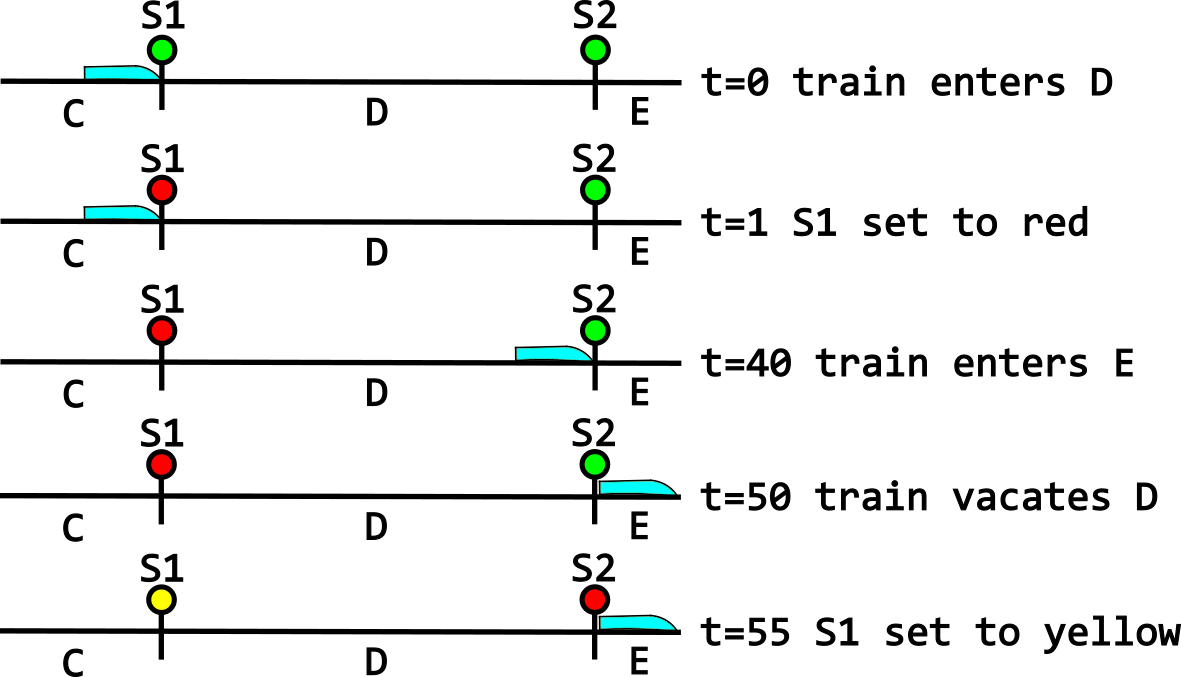 S1 S2
C D E t=0 train enters D
S1 S2
C D E t=1 S1 set to red
S1 S2
C D E t=40 train enters E
S1 S2
C D E t=50 train vacates D
S1 S2
C D E t=55 S1 set to yellow